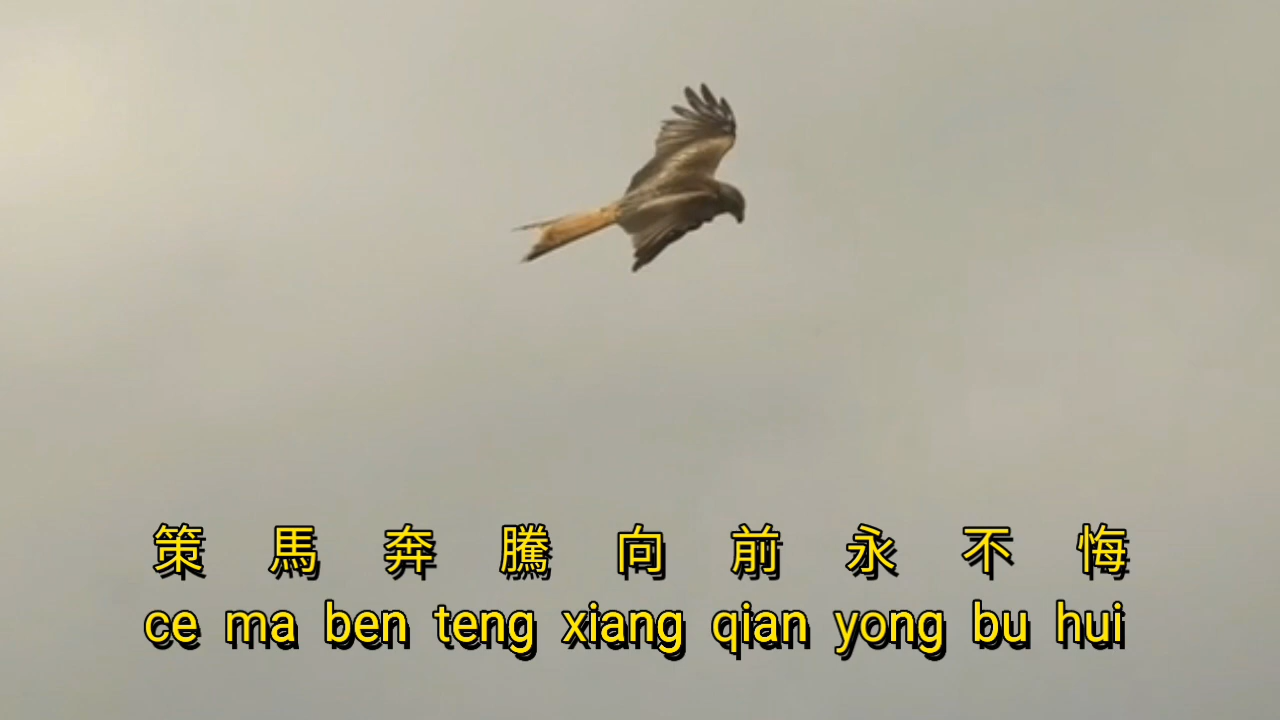 策 馬 奔 騰 向 前 永 不 悔
ce ma ben teng xiang qian yong bu hui